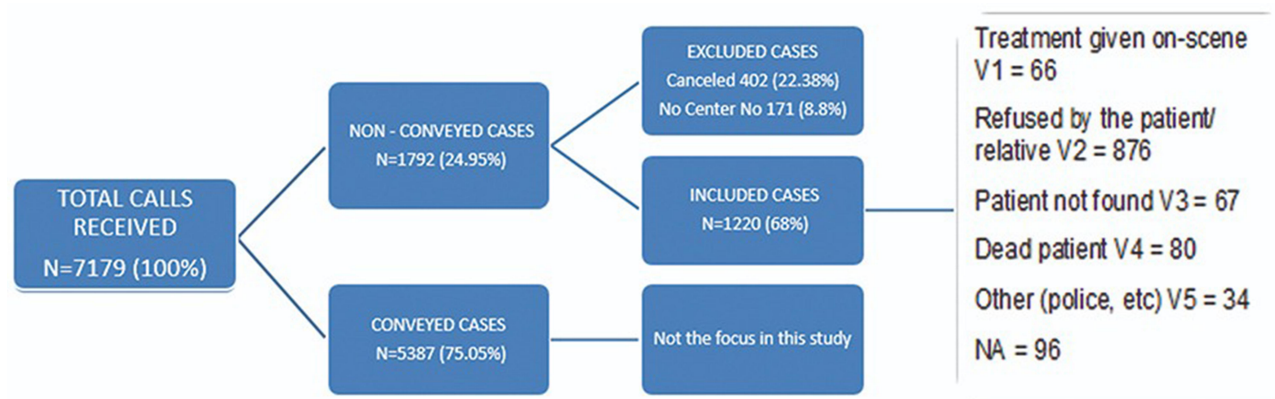 TOTAL CALLS
RECEIVED
N=7179 (100%)
NON - CONVEYED CASES
N=1792 (24.95%)
CONVEYED CASES
N=5387 (75.05%)
EXCLUDED CASES
Canceled 402 (22.38%)
No Center No 171 (8.8%)
INCLUDED CASES
N=1220 (68%)
Not the focus in this study
Treatment given on-scene
V1 = 66
Refused by the patient/
relative V2 = 876
Patient not found V3 = 67
Dead patient V4 = 80
Other (police, etc) V5 = 34
NA = 96